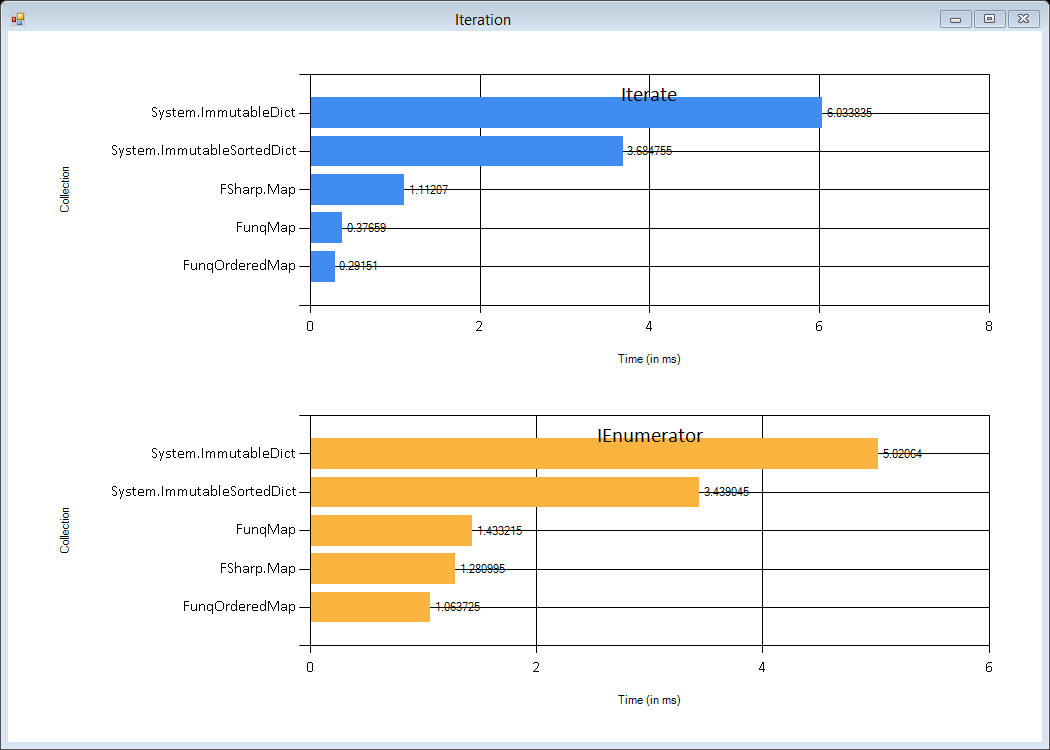 Iteration
Iterate
System.ImmutableDict
6.033835
System.ImmutableSortedDict
3.684755
FSharp.Map
1.11207
FunqMap
0.37659
FunqOrderedMap
0.29151
Collection
0 2 4 6 8
Time (in ms)
IEnumerator
System.ImmutableDict
5.02064
System.ImmutableSortedDict
3.439045
FunqMap
1.433215
FSharp.Map
1.280995
FunqOrderedMap
1.063725
Collection
0 2 4 6
Time (in ms)